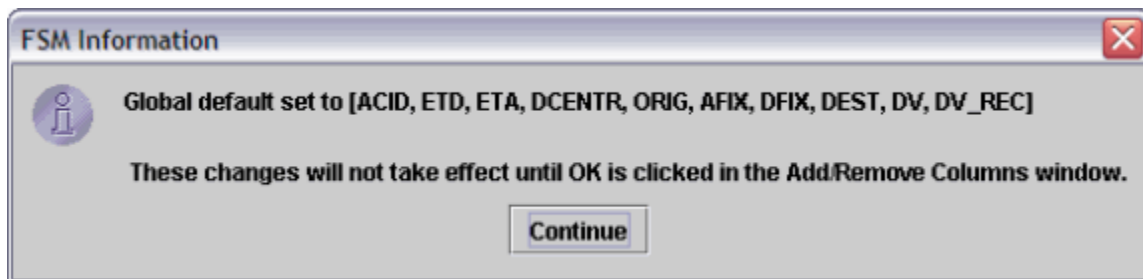 FSM Information
Global default set to [ACID, ETD, ETA, DCENTR, ORIG, AFIX, DFIX, DEST, DV, DV_REC]
These changes will not take effect until OK is clicked in the Add/Remove Columns window.
Continue